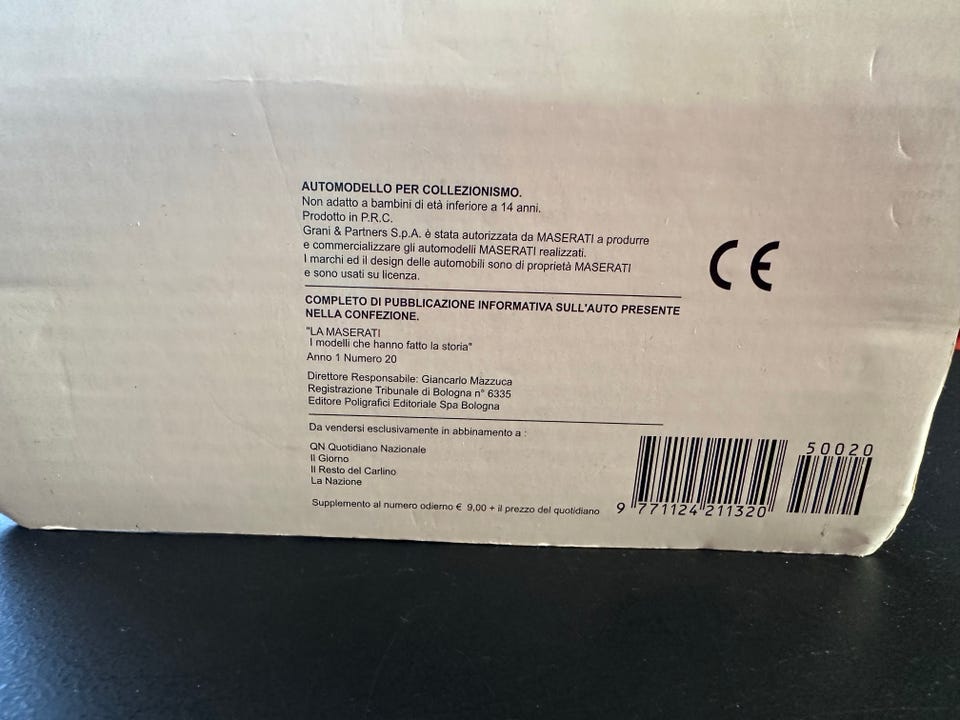 AUTOMODELLO PER COLLEZIONISMO.
Non adatto a bambini di età inferiore a 14 anni.
Prodotto in P.R.C.
Grani & Partners S.p.A. è stata autorizzata da MASERATI a produrre
e commercializzare gli automodelli MASERATI realizzati.
I marchi ed il design delle automobili sono di proprietà MASERATI
e sono usati su licenza.
CE
COMPLETO DI PUBBLICAZIONE INFORMATIVA SULL'AUTO PRESENTE
NELLA CONFEZIONE.
"LA MASERATI
I modelli che hanno fatto la storia"
Anno 1 Numero 20
Direttore Responsabile: Giancarlo Mazzuca
Registrazione Tribunale di Bologna n° 6335
Editore Poligrafici Editoriale Spa Bologna
Da vendersi esclusivamente in abbinamento a :
QN Quotidiano Nazionale
Il Giorno
Il Resto del Carlino
La Nazione
Supplemento al numero odierno € 9,00 + il prezzo del quotidiano
9 771124 211320
50020